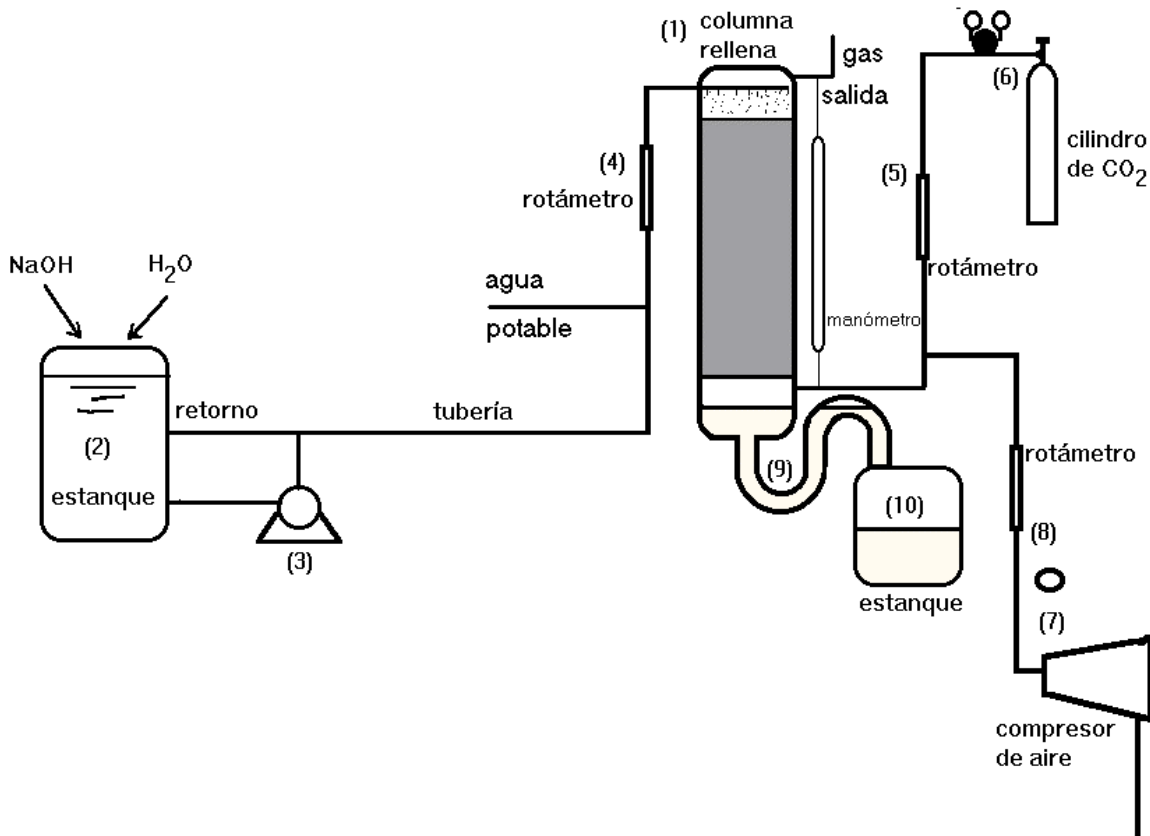 (1) columna
rellena
gas
salida
(6)
cilindro
de CO2
(4)
rotámetro
(5)
rotámetro
NaOH
H2O
agua
potable
manómetro
retorno
tubería
(2)
estanque
(3)
(9)
(10)
estanque
rotámetro
(8)
(7)
compresor
de aire